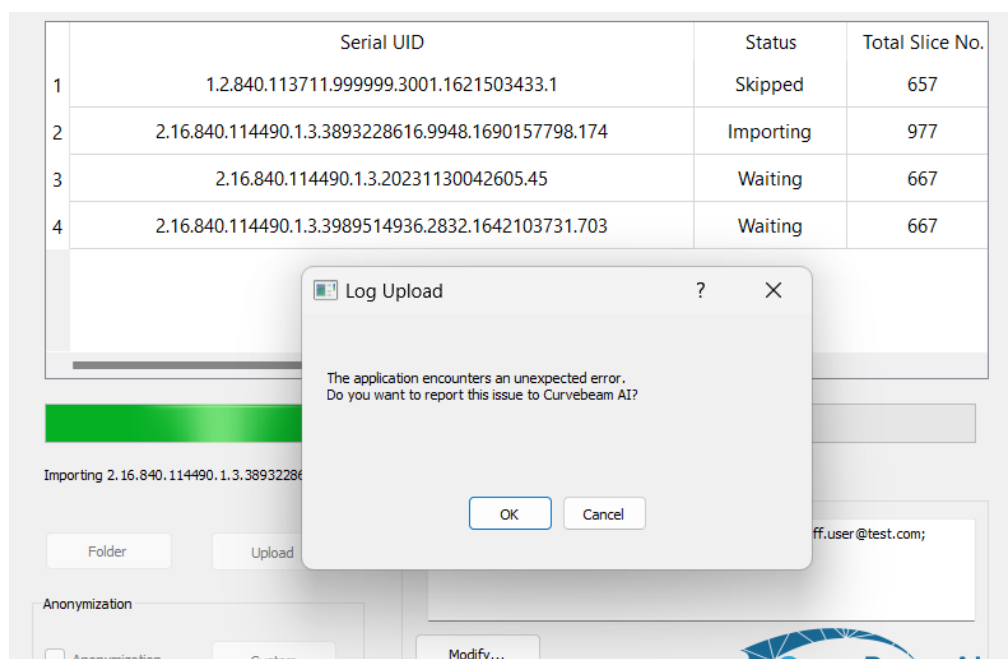 Serial UID Status Total Slice No.
1 1.2.840.113711.999999.3001.1621503433.1 Skipped 657
2 2.16.840.114490.1.3.3893228616.9948.1690157798.174 Importing 977
3 2.16.840.114490.1.3.20231130042605.45 Waiting 667
4 2.16.840.114490.1.3.3989514936.2832.1642103731.703 Waiting 667
Log Upload ?
The application encounters an unexpected error.
Do you want to report this issue to Curvebeam AI?
OK Cancel
Importing 2.16.840.114490.1.3.38932286
ff.user@test.com;
Folder Upload
Anonymization
Anonymization Custom
Modify...